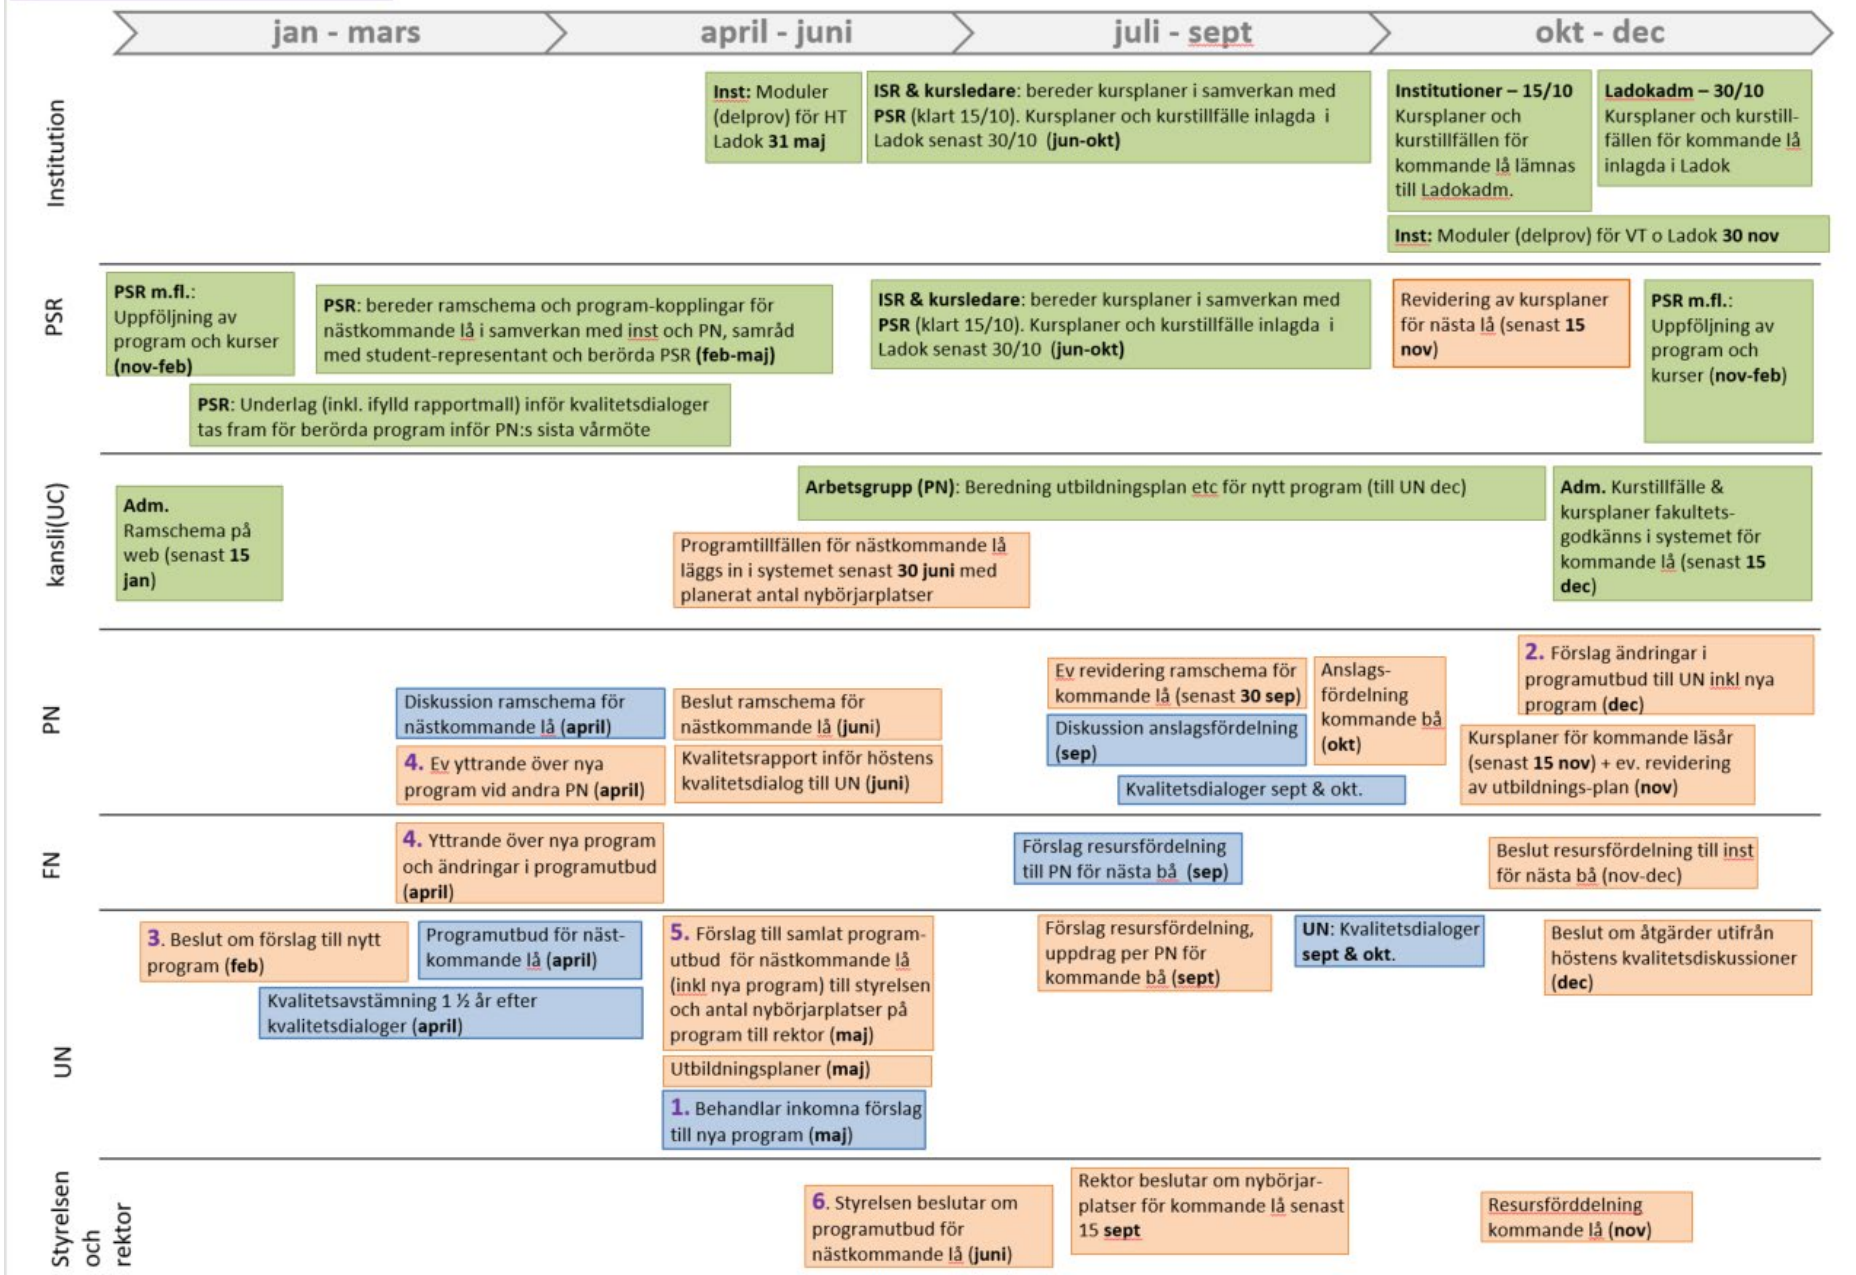 jan - mars
april - juni
juli - sept
okt - dec
Institution
Inst: Moduler
(delprov) för HT
Ladok 31 maj
ISR & kursledare: bereder kursplaner i samverkan med
PSR (klart 15/10). Kursplaner och kurstillfälle inlagda i
Ladok senast 30/10 (jun-okt)
Institutioner – 15/10
Kursplaner och
kurstillfällen för
kommande lå lämnas
till Ladokadm.
Ladokadm – 30/10
Kursplaner och kurstill-
fällen för kommande lå
inlagda i Ladok
Inst: Moduler (delprov) för VT o Ladok 30 nov
PSR
PSR m.fl.:
Uppföljning av
program och kurser
(nov-feb)
PSR: bereder ramschema och program-kopplingar för
nästkommande lå i samverkan med inst och PN, samråd
med student-representant och berörda PSR (feb-maj)
PSR: Underlag (inkl. ifylld rapportmall) inför kvalitetsdialoger
tas fram för berörda program inför PN:s sista vårmöte
ISR & kursledare: bereder kursplaner i samverkan med
PSR (klart 15/10). Kursplaner och kurstillfälle inlagda i
Ladok senast 30/10 (jun-okt)
Revidering av kursplaner
för nästa lå (senast 15
nov)
PSR m.fl.:
Uppföljning av
program och
kurser (nov-feb)
kansli(UC)
Adm.
Ramschema på
web (senast 15
jan)
Arbetsgrupp (PN): Beredning utbildningsplan etc för nytt program (till UN dec)
Programtillfällen för nästkommande lå
läggs in i systemet senast 30 juni med
planerat antal nybörjarplatser
Adm. Kurstillfälle &
kursplaner fakultets-
godkänns i systemet för
kommande lå (senast 15
dec)
PN
Diskussion ramschema för
nästkommande lå (april)
4. Ev yttrande över nya
program vid andra PN (april)
Beslut ramschema för
nästkommande lå (juni)
Kvalitetsrapport inför höstens
kvalitetsdialog till UN (juni)
Ev revidering ramschema för
kommande lå (senast 30 sep)
Diskussion anslagsfördelning
(sep)
Anslags-
fördelning
kommande bå
(okt)
Kvalitetsdialoger sept & okt.
2. Förslag ändringar i
programutbud till UN inkl nya
program (dec)
Kursplaner för kommande läsår
(senast 15 nov) + ev. revidering
av utbildnings-plan (nov)
FN
4. Yttrande över nya program
och ändringar i programutbud
(april)
Förslag resursfördelning
till PN för nästa bå (sep)
Beslut resursfördelning till inst
för nästa bå (nov-dec)
UN
3. Beslut om förslag till nytt
program (feb)
Programutbud för näst-
kommande lå (april)
Kvalitetsavstämning 1 ½ år efter
kvalitetsdialoger (april)
5. Förslag till samlat program-
utbud för nästkommande lå
(inkl nya program) till styrelsen
och antal nybörjarplatser på
program till rektor (maj)
Utbildningsplaner (maj)
1. Behandlar inkomna förslag
till nya program (maj)
Förslag resursfördelning,
uppdrag per PN för
kommande bå (sept)
UN: Kvalitetsdialoger
sept & okt.
Beslut om åtgärder utifrån
höstens kvalitetsdiskussioner
(dec)
Styrelsen
och
rektor
6. Styrelsen beslutar om
programutbud för
nästkommande lå (juni)
Rektor beslutar om nybörjar-
platser för kommande lå senast
15 sept
Resursförddelning
kommande lå (nov)